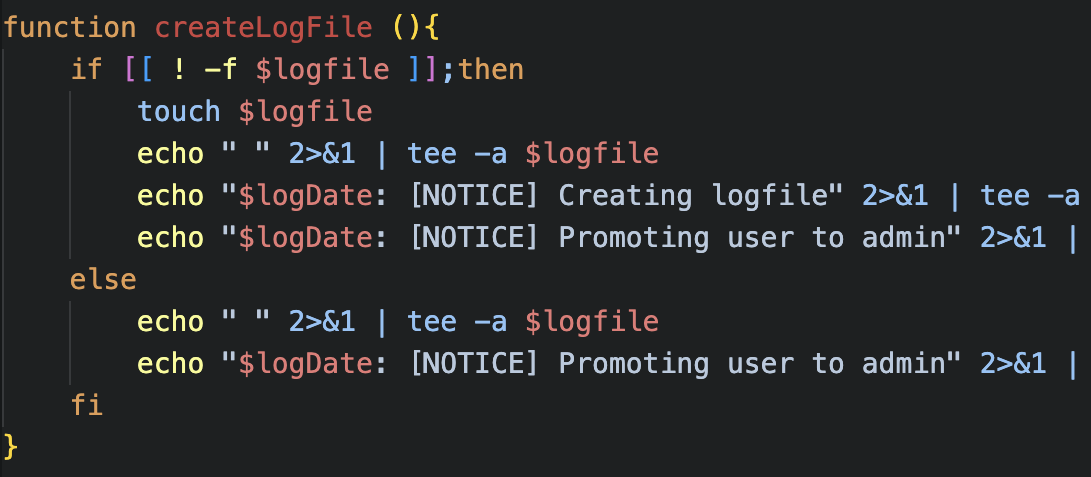 function createLogFile (){
    if [[ ! -f $logfile ]];then
        touch $logfile
        echo " " 2>&1 | tee -a $logfile
        echo "$logDate: [NOTICE] Creating logfile" 2>&1 | tee -a
        echo "$logDate: [NOTICE] Promoting user to admin" 2>&1 |
    else
        echo " " 2>&1 | tee -a $logfile
        echo "$logDate: [NOTICE] Promoting user to admin" 2>&1 |
    fi
}